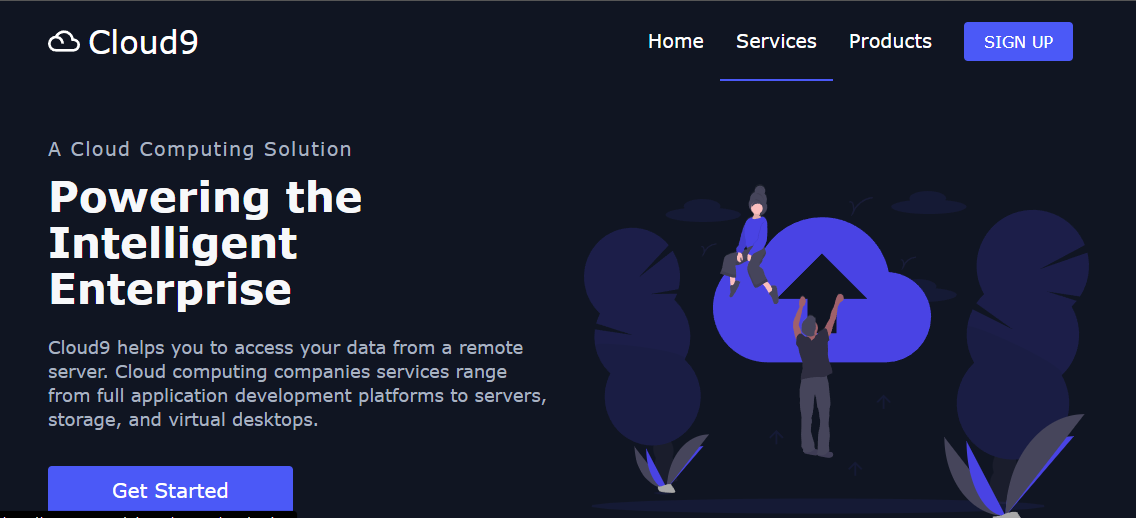 Cloud9
Home Services Products SIGN UP
A Cloud Computing Solution
Powering the
Intelligent
Enterprise
Cloud9 helps you to access your data from a remote
server. Cloud computing companies services range
from full application development platforms to servers,
storage, and virtual desktops.
Get Started